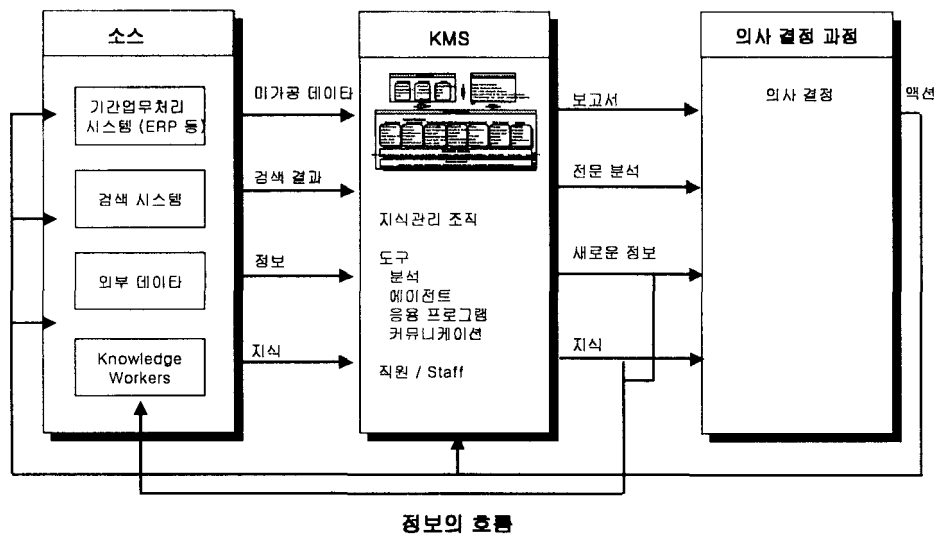 소스
기간업무처리
시스템 (ERP 등)
검색 시스템
외부 데이타
Knowledge
Workers
미가공 데이타
검색 결과
정보
지식
KMS
지식관리 조직
도구
분석
에이전트
응용 프로그램
커뮤니케이션
직원 / Staff
보고서
전문 분석
새로운 정보
지식
의사 결정 과정
의사 결정
액션
정보의 흐름